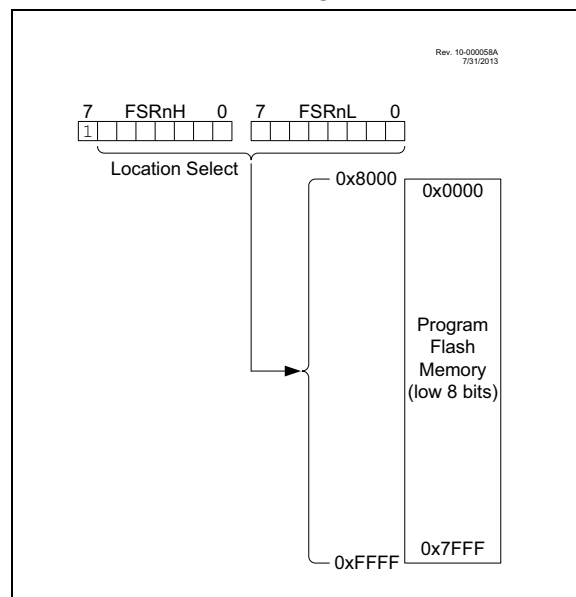 Rev. 10-000058A
7/31/2013
7 FSRnH 0 7 FSRnL 0
1
Location Select
0x8000
0x0000
Program
Flash
Memory
(low 8 bits)
0x7FFF
0xFFFF